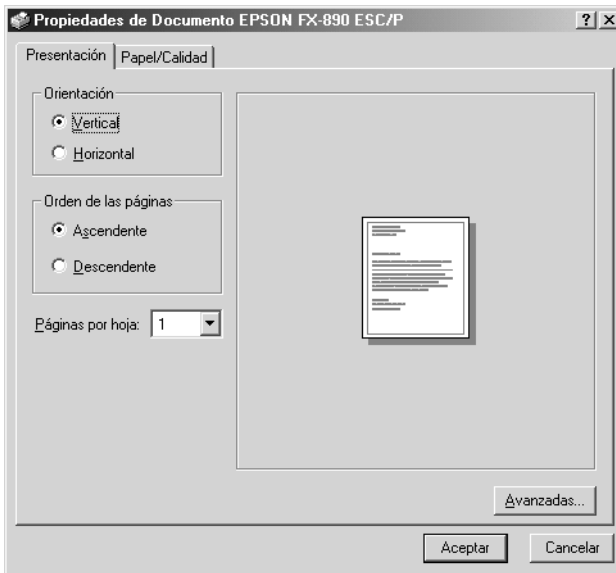 Propiedades de Documento EPSON FX-890 ESC/P
Presentación Papel/Calidad
Orientación
Vertical
Horizontal
Orden de las páginas
Ascendente
Descendente
Páginas por hoja: 1
Avanzadas...
Aceptar Cancelar